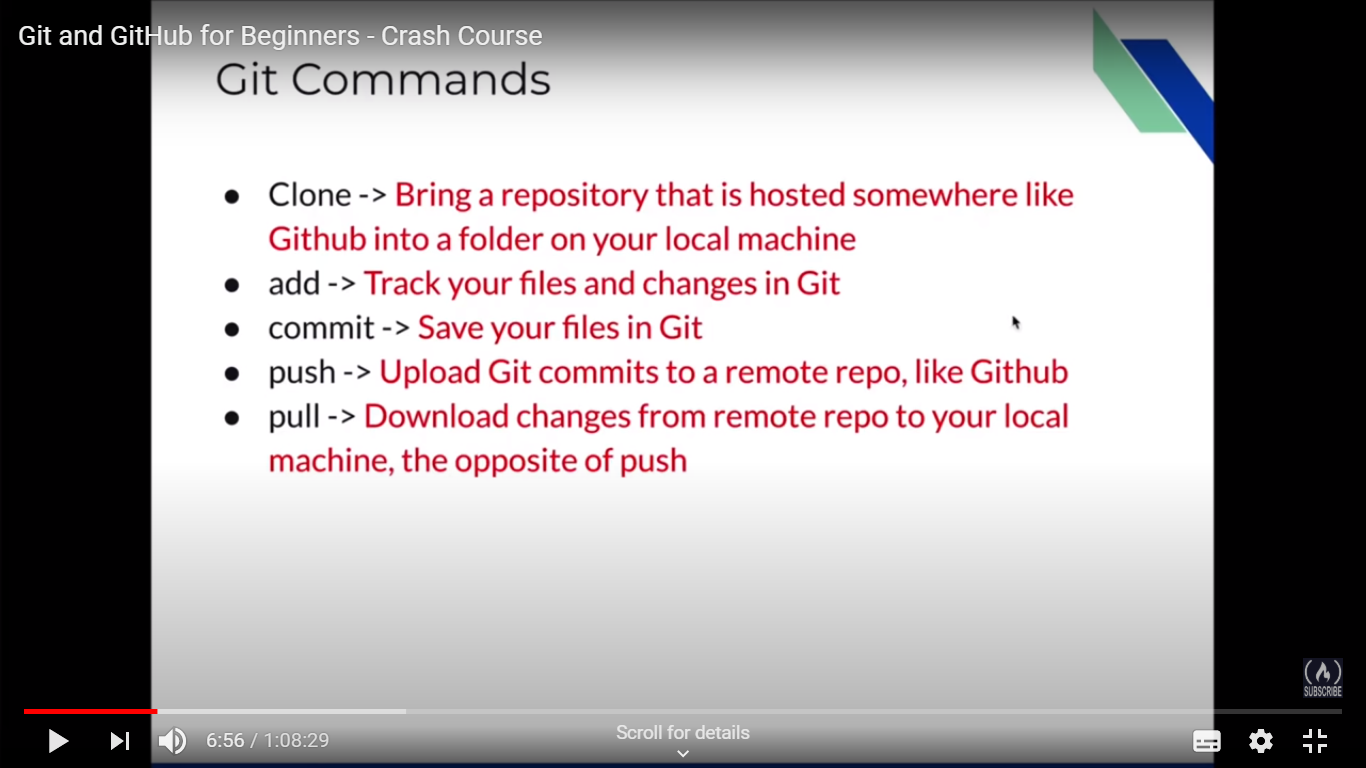 Git and GitHub for Beginners - Crash Course
Git Commands
● Clone -> Bring a repository that is hosted somewhere like
Github into a folder on your local machine
● add -> Track your files and changes in Git
● commit -> Save your files in Git
● push -> Upload Git commits to a remote repo, like Github
● pull -> Download changes from remote repo to your local
machine, the opposite of push
SUBSCRIBE
6:56 / 1:08:29
Scroll for details